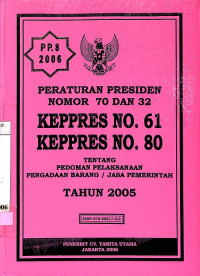 PP.8
2006
PERATURAN PRESIDEN
NOMOR 70 DAN 32
KEPPRES NO. 61
KEPPRES NO. 80
TENTANG
PEDOMAN PELAKSANAAN
PENGADAAN BARANG / JASA PEMERINTAH
TAHUN 2005
PENERBIT CV. TAMITA UTAMA
JAKARTA 2006